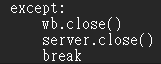 except:
    wb.close()
    server.close()
    break